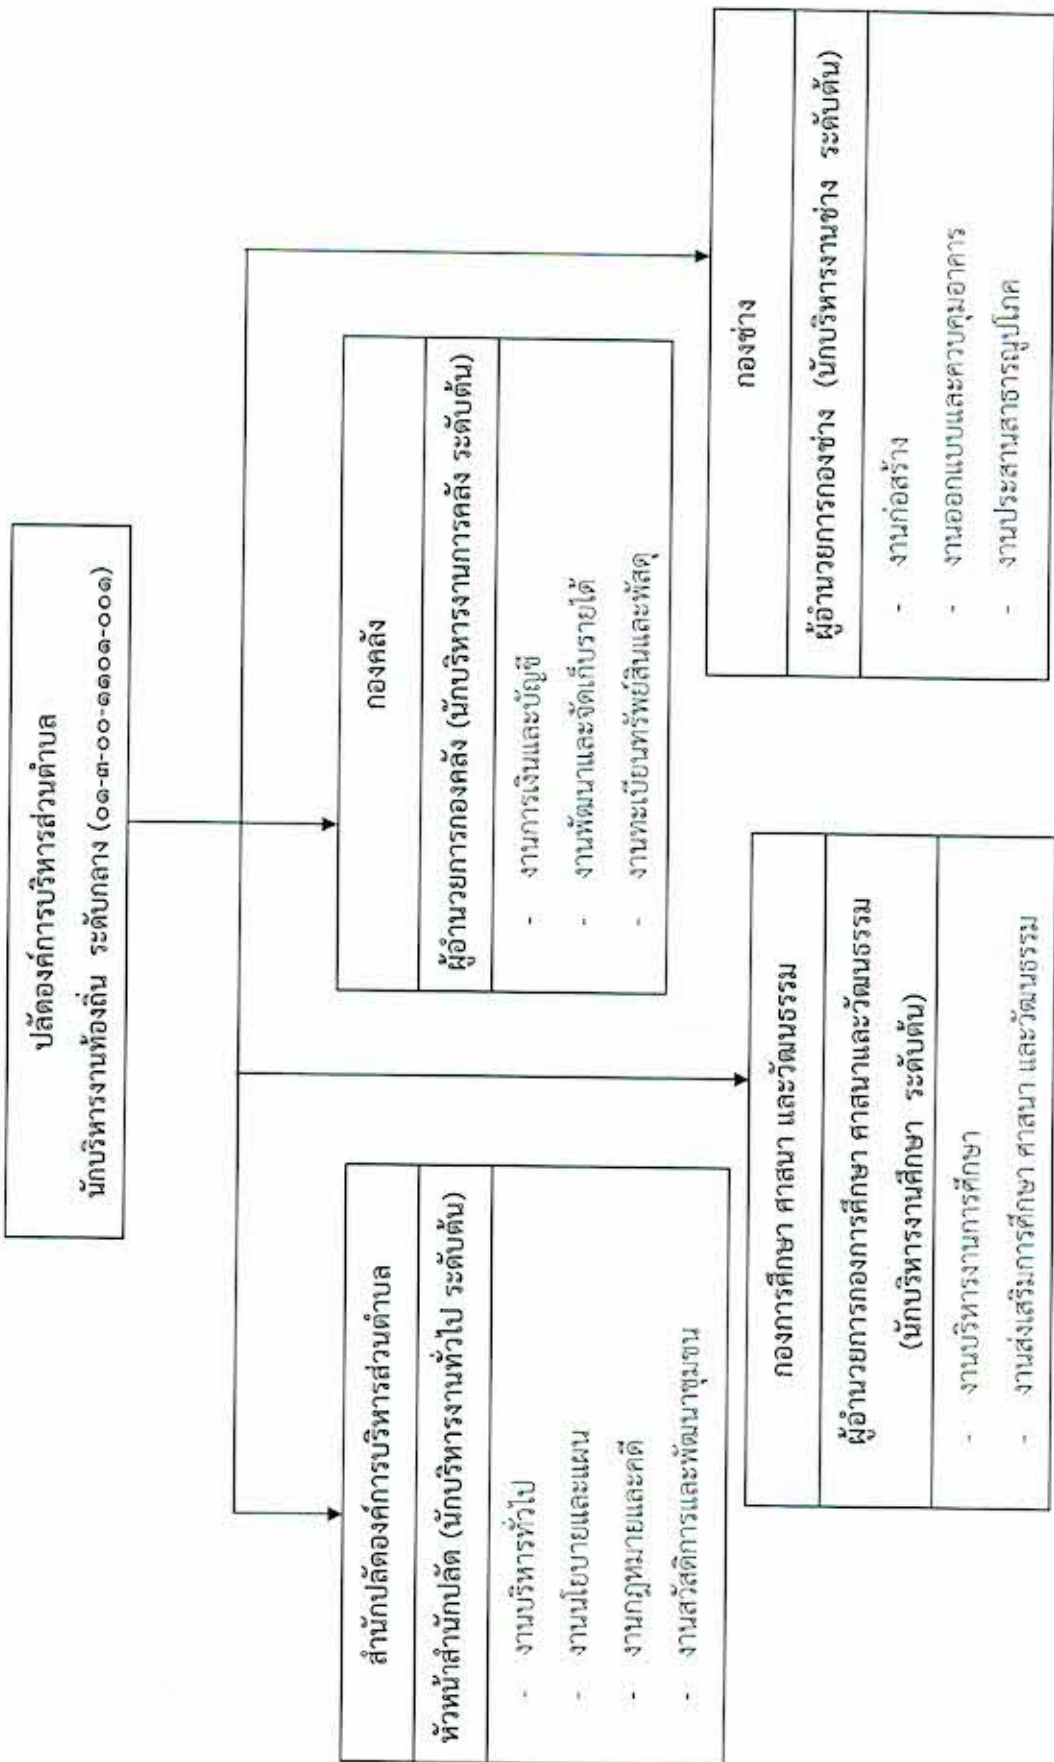 ปลัดองค์การบริหารส่วนตำบล
นักบริหารงานท้องถิ่น ระดับกลาง (๐๑-๓-๐๐-๑๑๐๑-๐๐๑)
สำนักปลัดองค์การบริหารส่วนตำบล
หัวหน้าสำนักปลัด (นักบริหารงานทั่วไป ระดับต้น)
- งานบริหารทั่วไป
- งานนโยบายและแผน
- งานกฎหมายและคดี
- งานสวัสดิการและพัฒนาชุมชน
กองคลัง
ผู้อำนวยการกองคลัง (นักบริหารงานการคลัง ระดับต้น)
- งานการเงินและบัญชี
- งานพัฒนาและจัดเก็บรายได้
- งานทะเบียนทรัพย์สินและพัสดุ
กองการศึกษา ศาสนา และวัฒนธรรม
ผู้อำนวยการกองการศึกษา ศาสนาและวัฒนธรรม
(นักบริหารงานศึกษา ระดับต้น)
- งานบริหารงานการศึกษา
- งานส่งเสริมการศึกษา ศาสนา และวัฒนธรรม
กองช่าง
ผู้อำนวยการกองช่าง (นักบริหารงานช่าง ระดับต้น)
- งานก่อสร้าง
- งานออกแบบและควบคุมอาคาร
- งานประสานสาธารณูปโภค